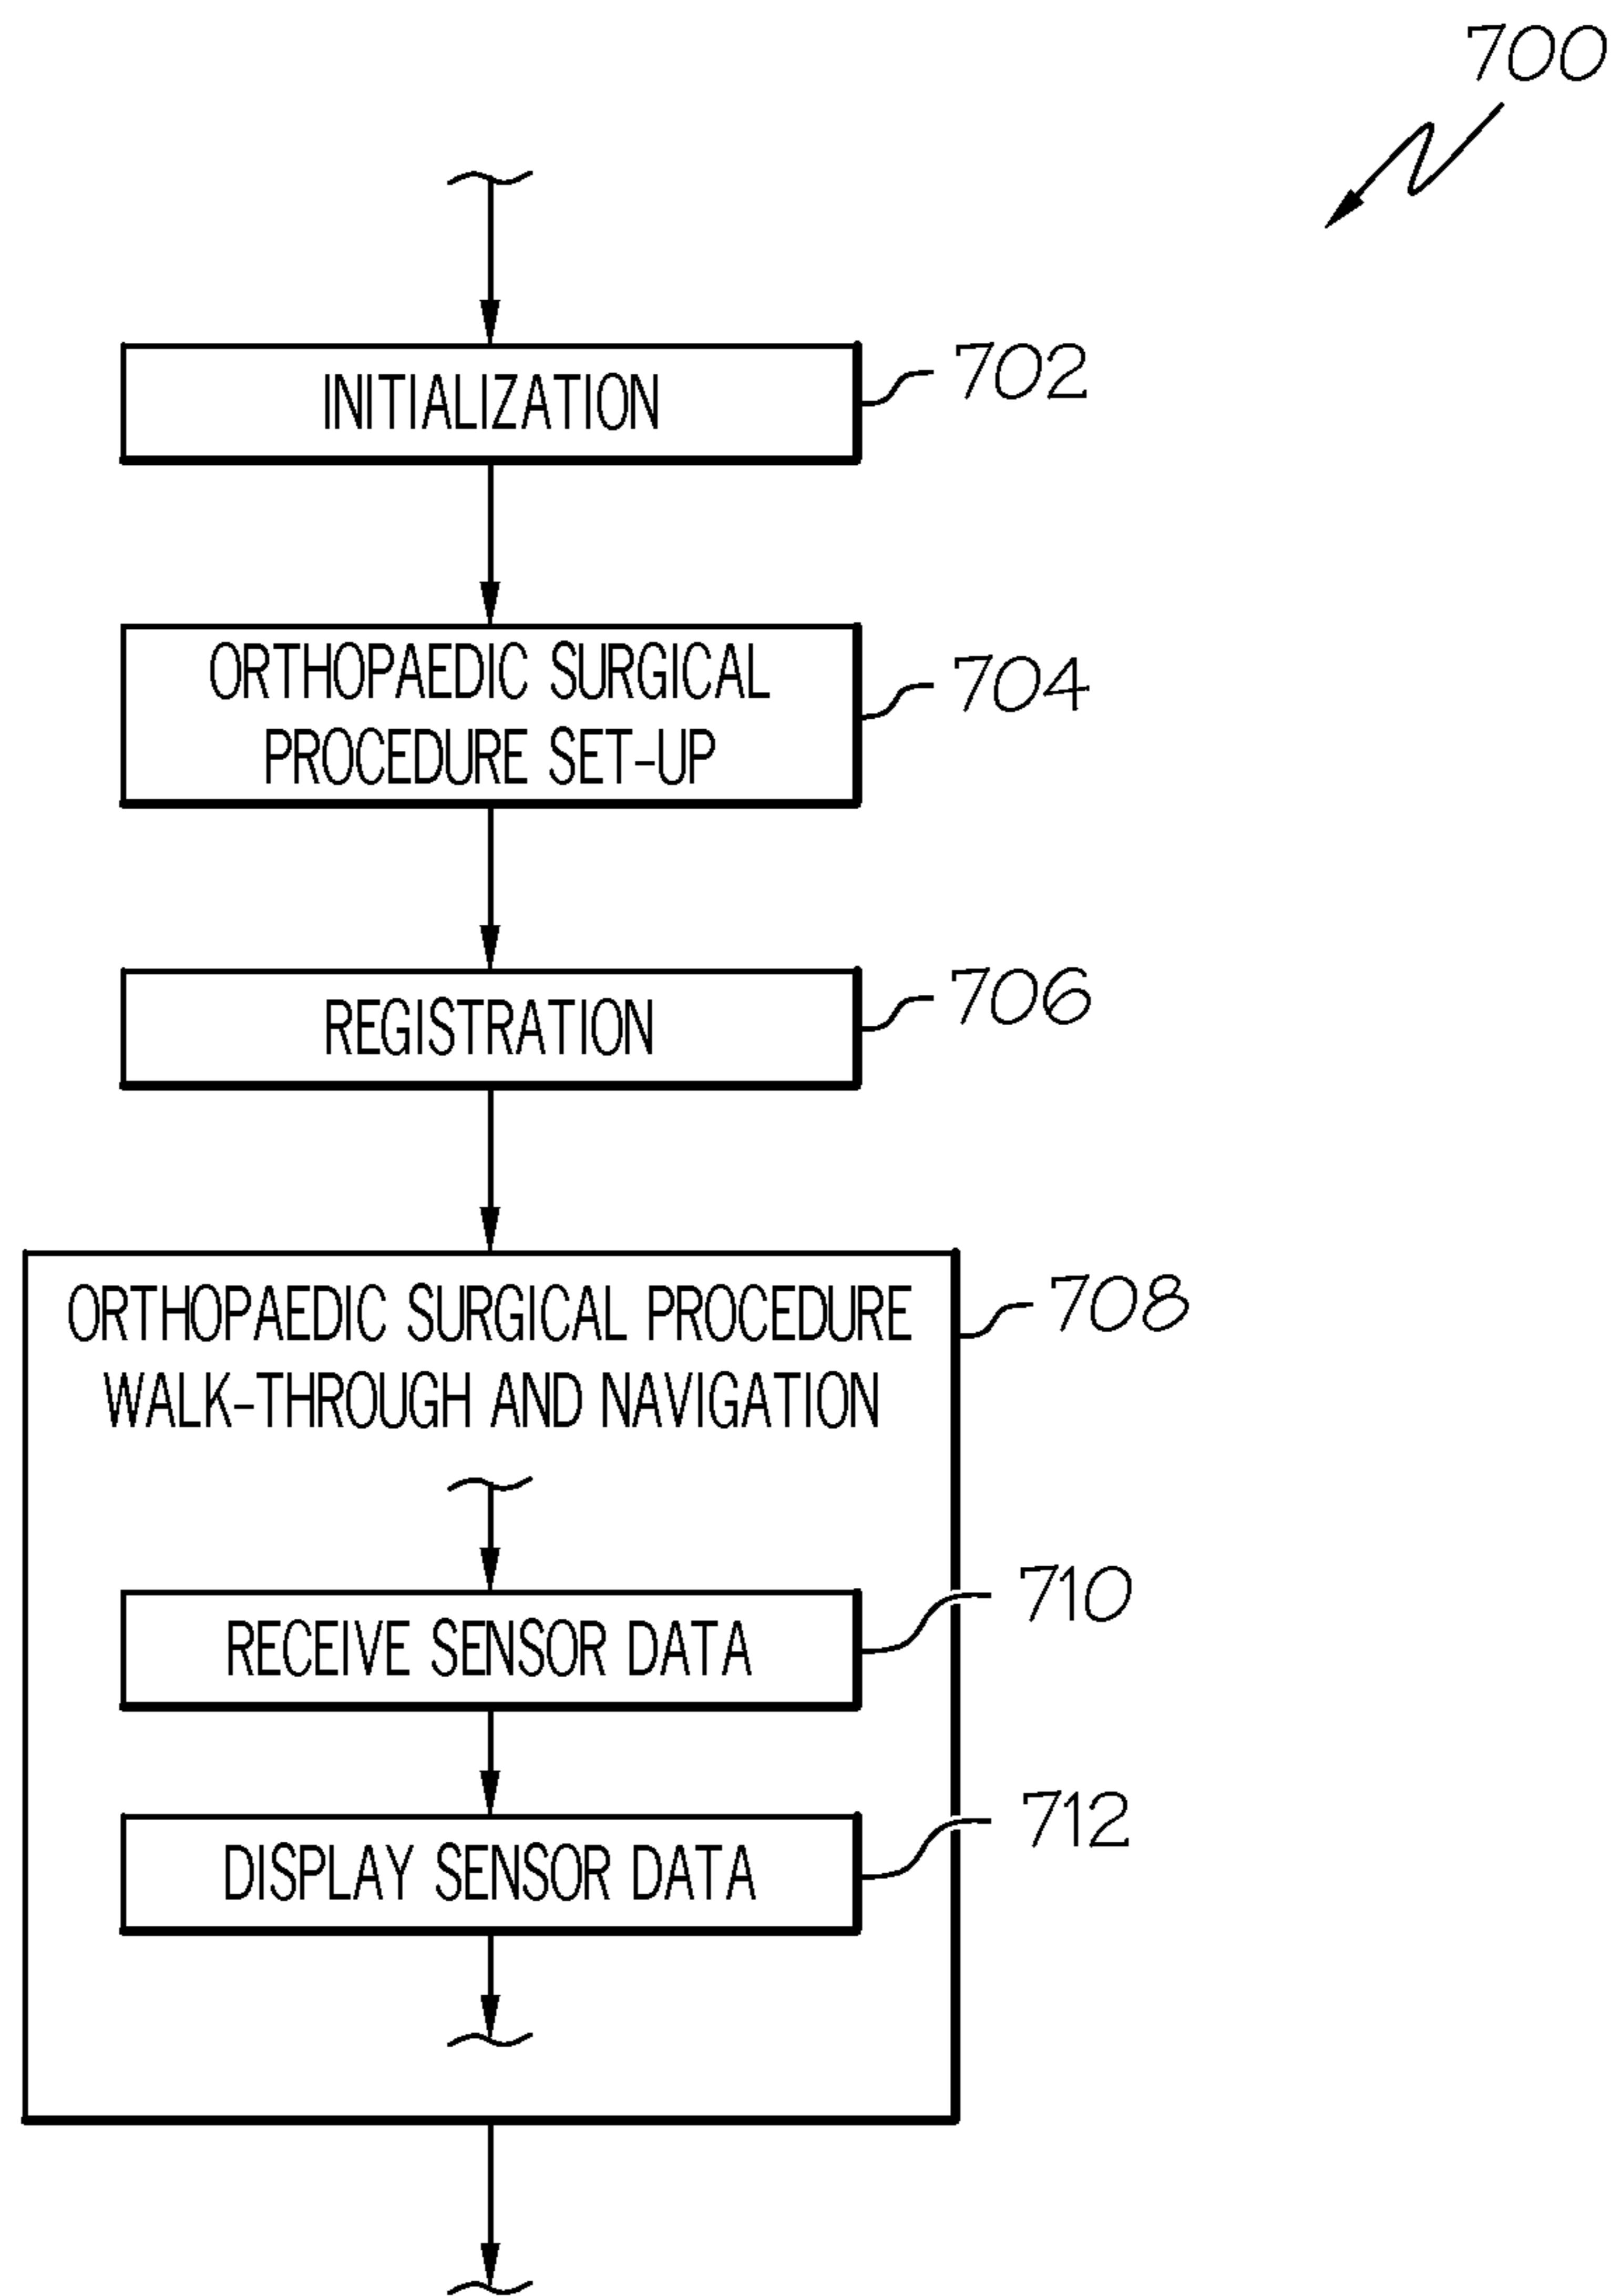 700
INITIALIZATION
702
ORTHOPAEDIC SURGICAL
PROCEDURE SET-UP
704
REGISTRATION
706
ORTHOPAEDIC SURGICAL PROCEDURE
WALK-THROUGH AND NAVIGATION
708
RECEIVE SENSOR DATA
710
DISPLAY SENSOR DATA
712